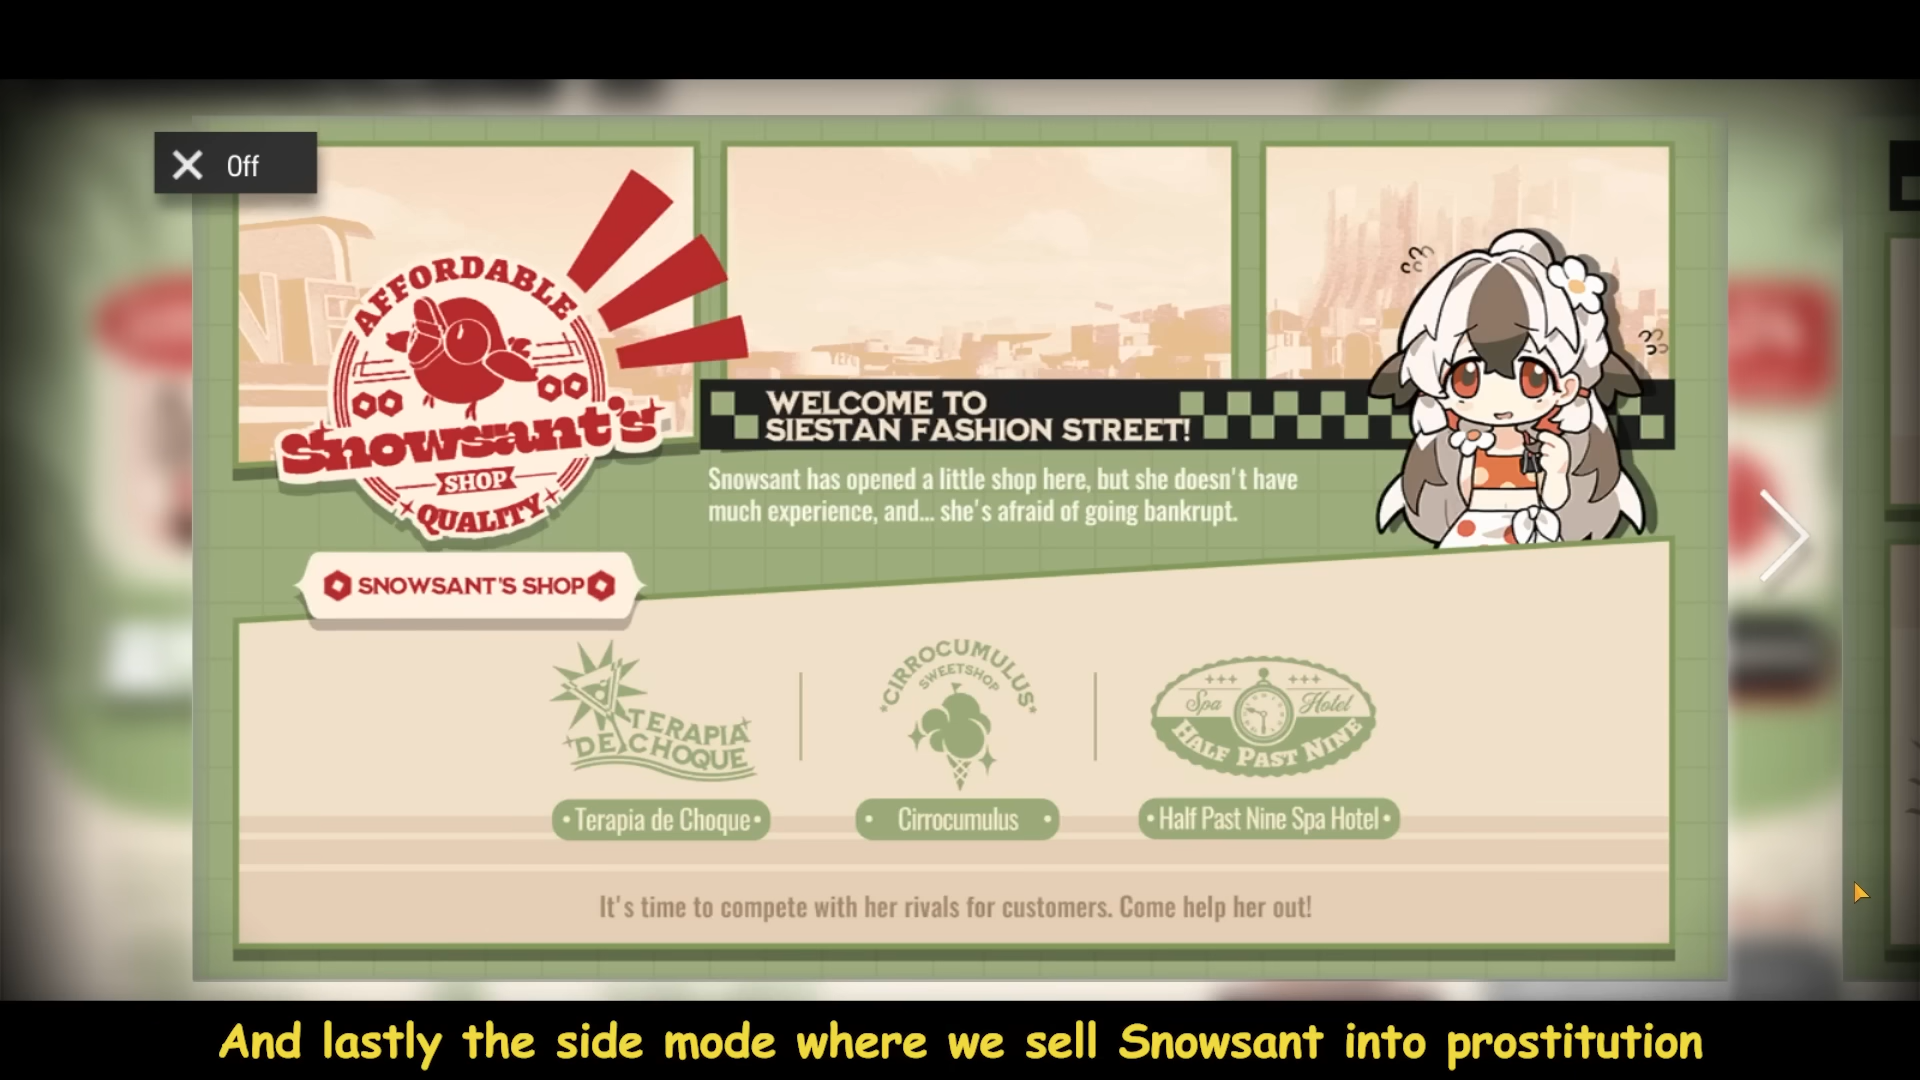 Off
AFFORDABLE
Snowsant's
SHOP
QUALITY
WELCOME TO
SIESTAN FASHION STREET!
Snowsant has opened a little shop here, but she doesn't have
much experience, and... she's afraid of going bankrupt.
SNOWSANT'S SHOP
TERAPIA
DE CHOQUE
CIRROCUMULUS
SWEETSHOP
Spa Hotel
HALF PAST NINE
Terapia de Choque
Cirrocumulus
Half Past Nine Spa Hotel
It's time to compete with her rivals for customers. Come help her out!
And lastly the side mode where we sell Snowsant into prostitution